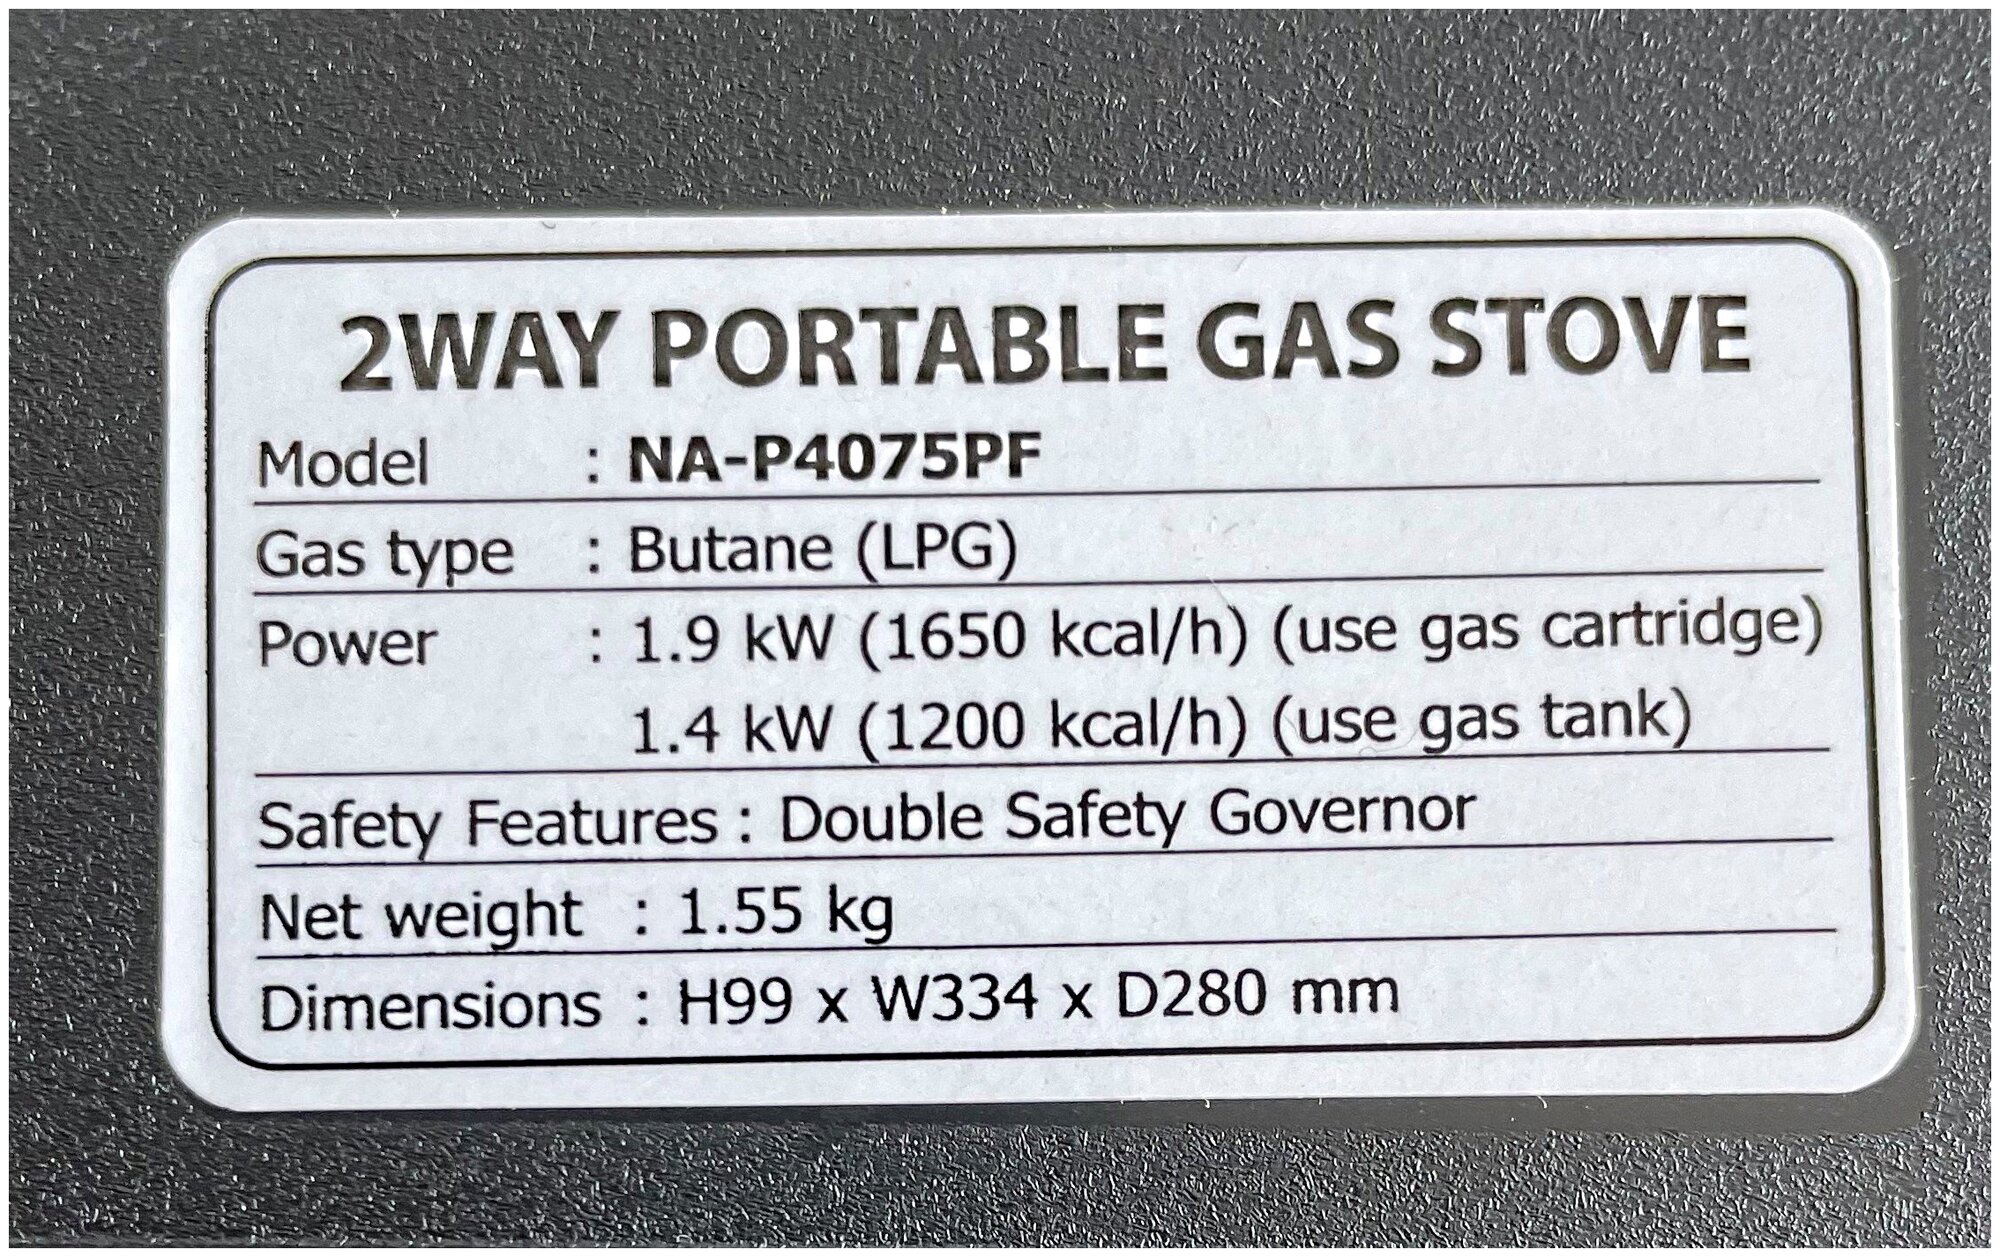 2WAY PORTABLE GAS STOVE
Model : NA-P4075PF
Gas type : Butane (LPG)
Power : 1.9 kW (1650 kcal/h) (use gas cartridge)
1.4 kW (1200 kcal/h) (use gas tank)
Safety Features : Double Safety Governor
Net weight : 1.55 kg
Dimensions : H99 x W334 x D280 mm